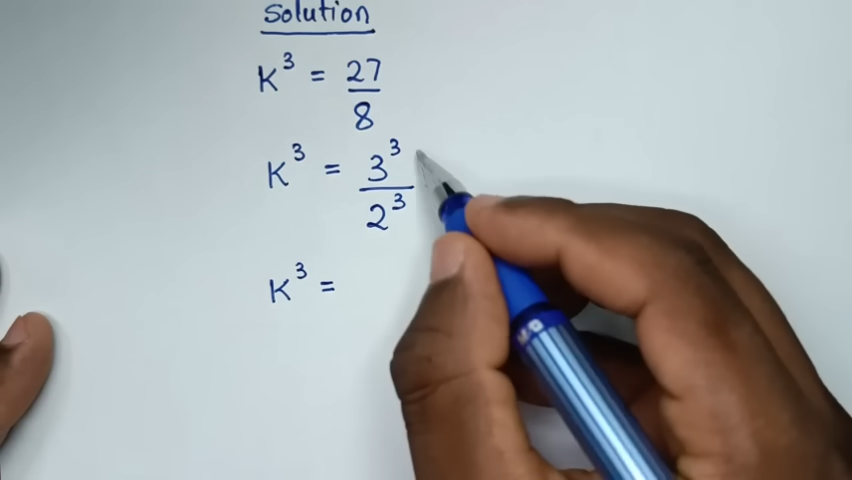 Solution
K³ = 27/8
K³ = 3³/2³
K³ =